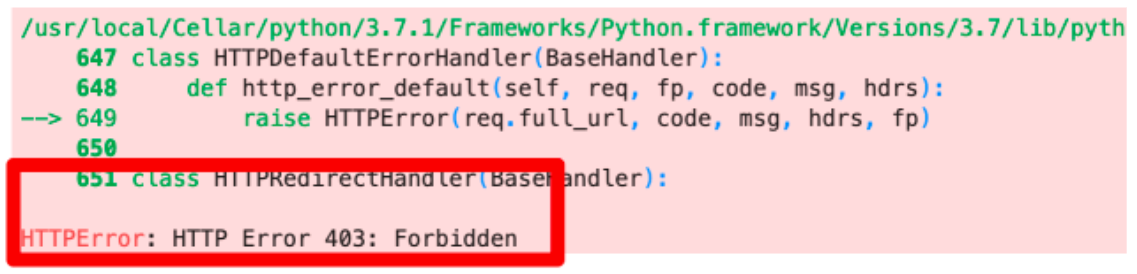 /usr/local/Cellar/python/3.7.1/Frameworks/Python.framework/Versions/3.7/lib/pyth
647 class HTTPDefaultErrorHandler(BaseHandler):
648     def http_error_default(self, req, fp, code, msg, hdrs):
--> 649         raise HTTPError(req.full_url, code, msg, hdrs, fp)
650
651 class HTTPRedirectHandler(BaseHandler):
HTTPError: HTTP Error 403: Forbidden